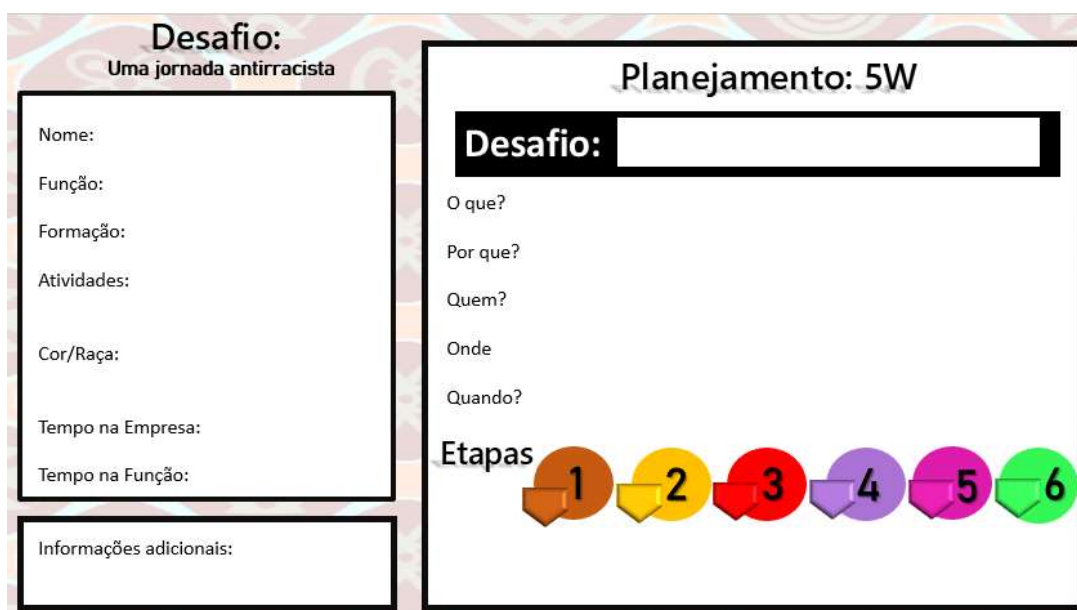 Desafio:
Uma jornada antirracista
Nome:
Função:
Formação:
Atividades:
Cor/Raça:
Tempo na Empresa:
Tempo na Função:
Informações adicionais:
Planejamento: 5W
Desafio:
O que?
Por que?
Quem?
Onde
Quando?
Etapas
1 2 3 4 5 6